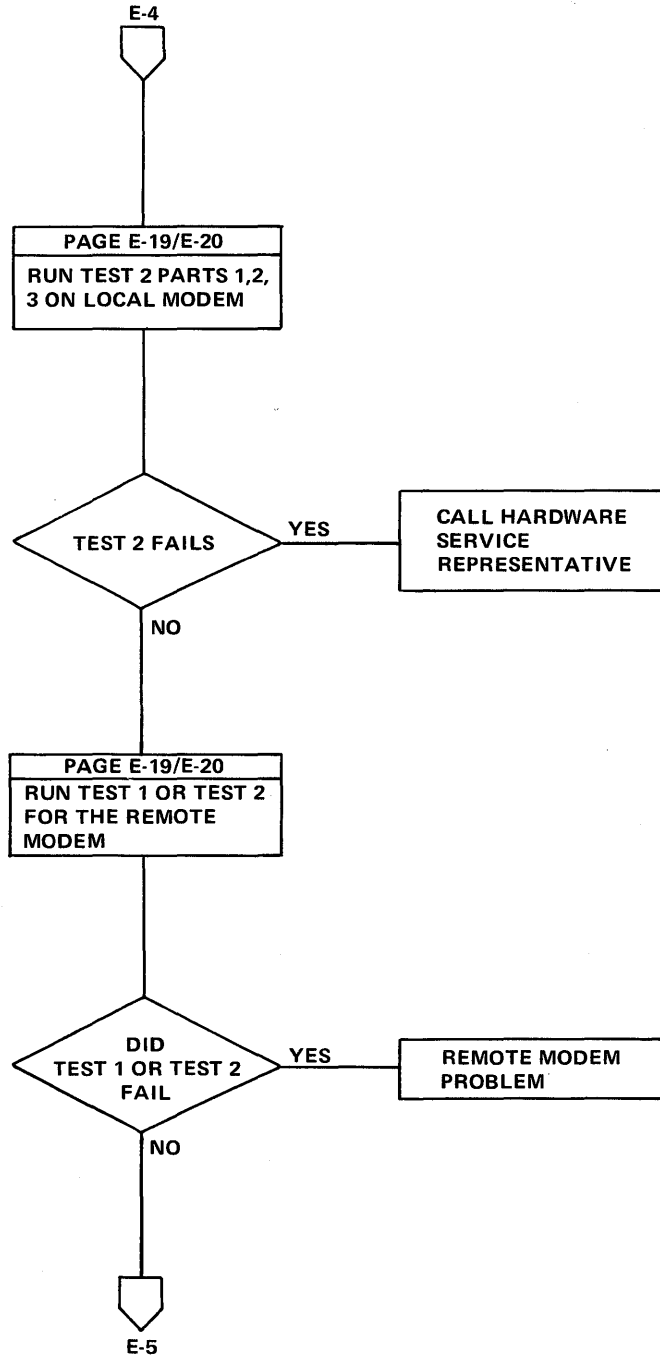 E-4
PAGE E-19/E-20
RUN TEST 2 PARTS 1,2,
3 ON LOCAL MODEM
TEST 2 FAILS
YES
CALL HARDWARE
SERVICE
REPRESENTATIVE
NO
PAGE E-19/E-20
RUN TEST 1 OR TEST 2
FOR THE REMOTE
MODEM
DID
TEST 1 OR TEST 2
FAIL
YES
REMOTE MODEM
PROBLEM
NO
E-5